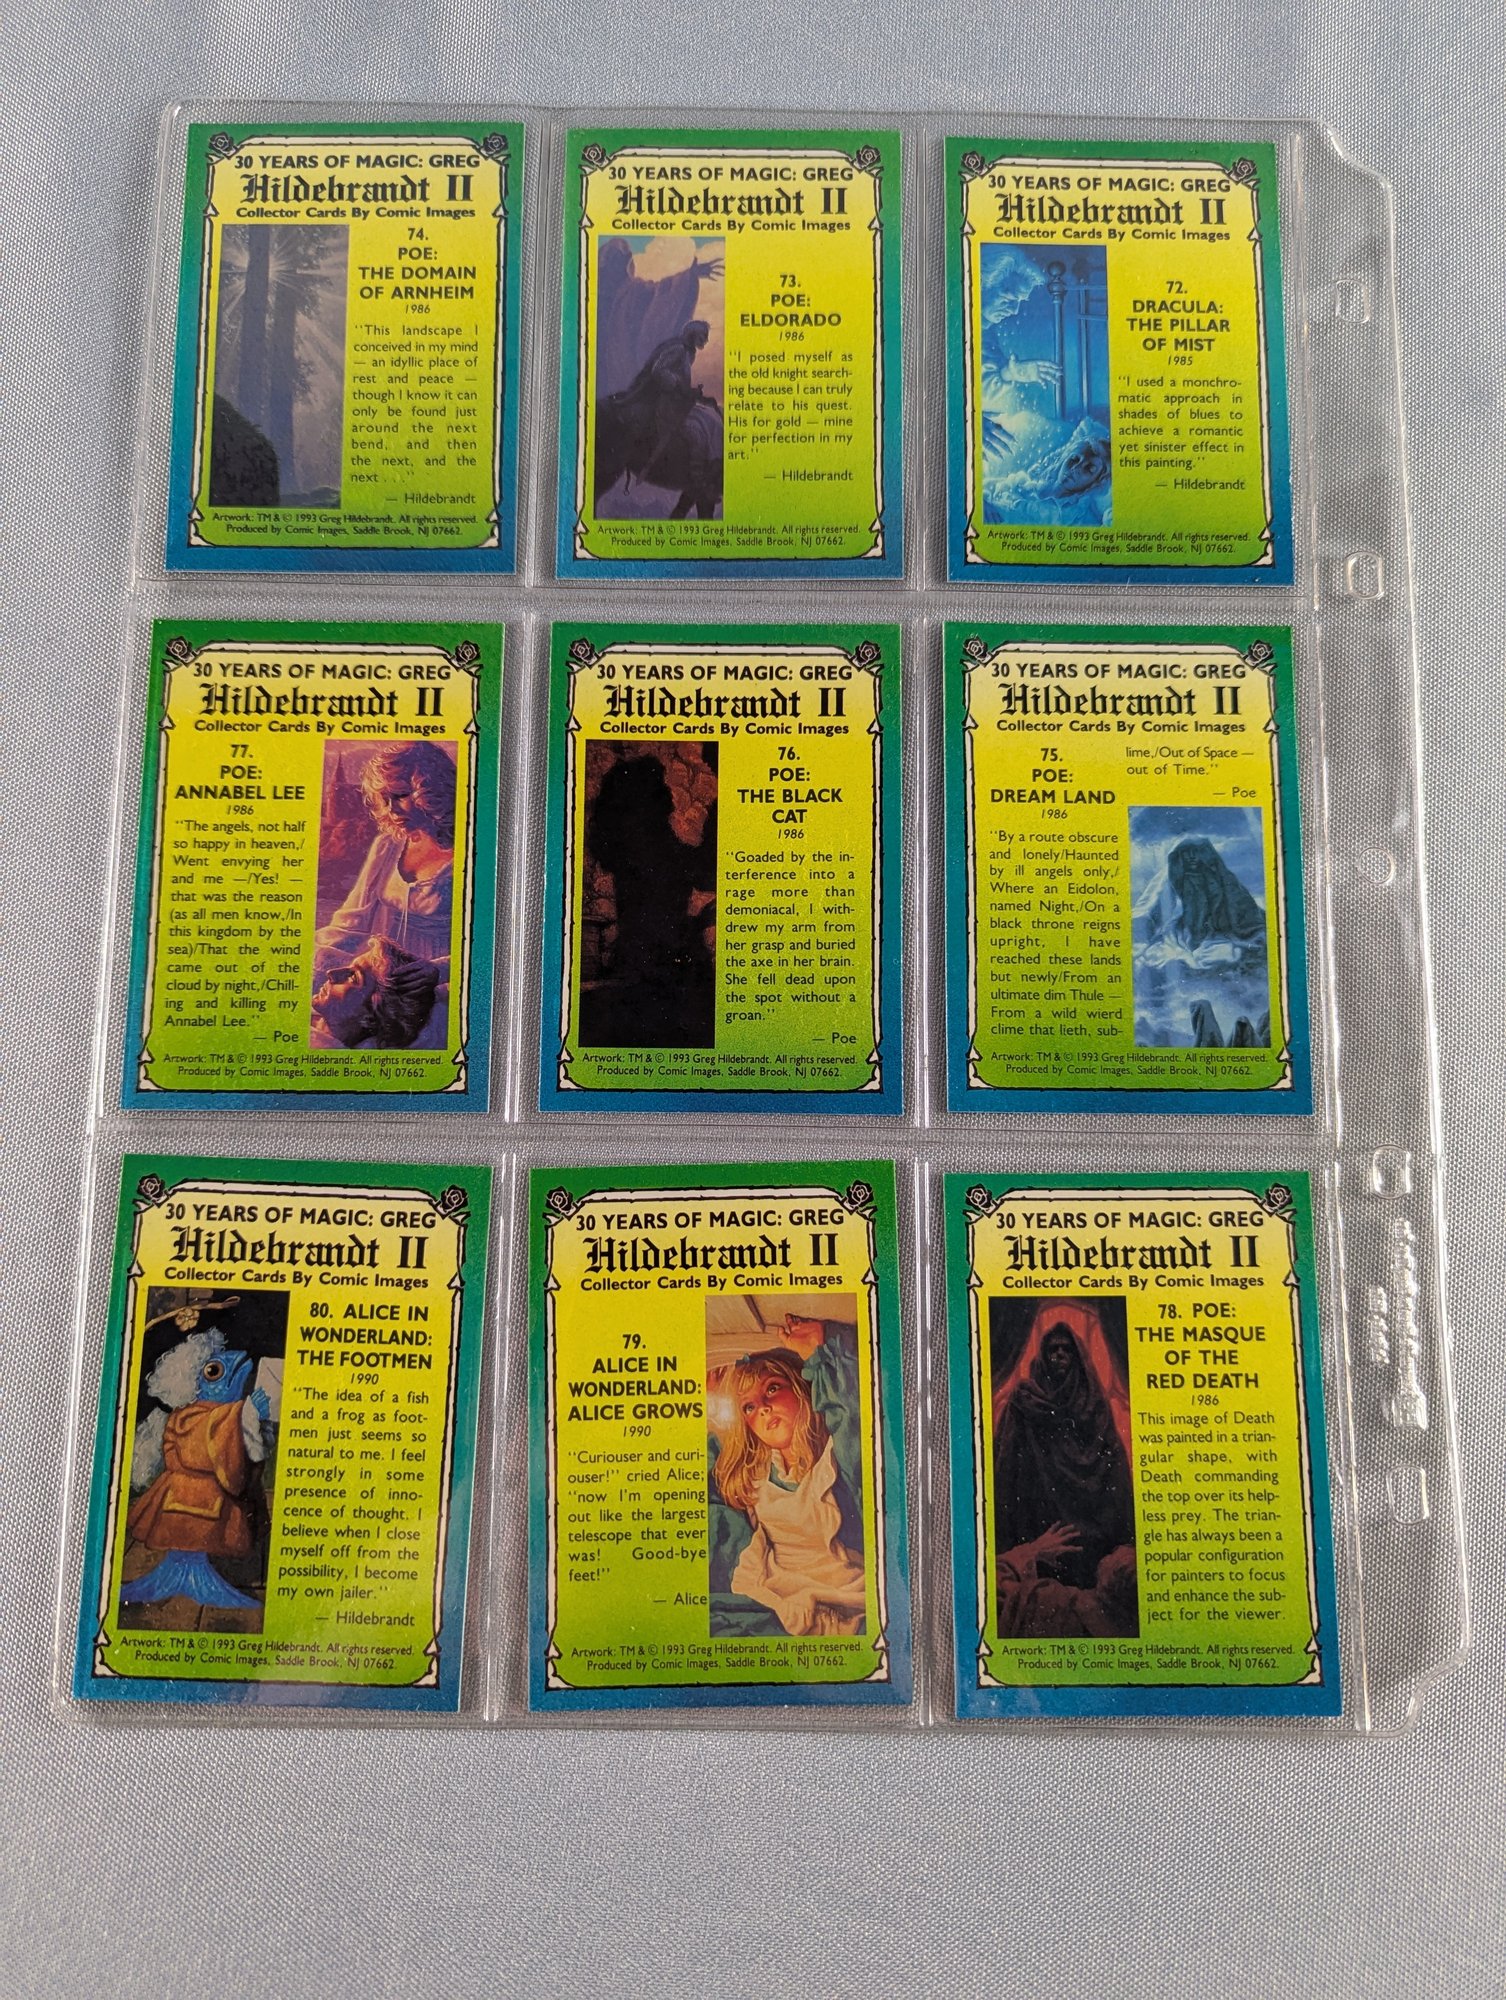 30 YEARS OF MAGIC: GREG
Hildebrandt II
Collector Cards By Comic Images
74.
POE:
THE DOMAIN
OF ARNHEIM
1986
"This landscape I
conceived in my mind
— an idyllic place of
rest and peace —
though I know it can
only be found just
around the next
bend, and then
the next, and the
next . . ."
— Hildebrandt
Artwork: TM & © 1993 Greg Hildebrandt. All rights reserved.
Produced by Comic Images, Saddle Brook, NJ 07662.
30 YEARS OF MAGIC: GREG
Hildebrandt II
Collector Cards By Comic Images
73.
POE:
ELDORADO
1986
"I posed myself as
the old knight search-
ing because I can truly
relate to his quest.
His for gold — mine
for perfection in my
art."
— Hildebrandt
Artwork: TM & © 1993 Greg Hildebrandt. All rights reserved.
Produced by Comic Images, Saddle Brook, NJ 07662.
30 YEARS OF MAGIC: GREG
Hildebrandt II
Collector Cards By Comic Images
72.
DRACULA:
THE PILLAR
OF MIST
1985
"I used a monchro-
matic approach in
shades of blues to
achieve a romantic
yet sinister effect in
this painting."
— Hildebrandt
Artwork: TM & © 1993 Greg Hildebrandt. All rights reserved.
Produced by Comic Images, Saddle Brook, NJ 07662.
30 YEARS OF MAGIC: GREG
Hildebrandt II
Collector Cards By Comic Images
77.
POE:
ANNABEL LEE
1986
"The angels, not half
so happy in heaven,/
Went envying her
and me —/Yes! —
that was the reason
(as all men know,/In
this kingdom by the
sea)/That the wind
came out of the
cloud by night,/Chill-
ing and killing my
Annabel Lee."
— Poe
Artwork: TM & © 1993 Greg Hildebrandt. All rights reserved.
Produced by Comic Images, Saddle Brook, NJ 07662.
30 YEARS OF MAGIC: GREG
Hildebrandt II
Collector Cards By Comic Images
76.
POE:
THE BLACK
CAT
1986
"Goaded by the in-
terference into a
rage more than
demoniacal, I with-
drew my arm from
her grasp and buried
the axe in her brain.
She fell dead upon
the spot without a
groan."
— Poe
Artwork: TM & © 1993 Greg Hildebrandt. All rights reserved.
Produced by Comic Images, Saddle Brook, NJ 07662.
30 YEARS OF MAGIC: GREG
Hildebrandt II
Collector Cards By Comic Images
75.
POE:
DREAM LAND
1986
"By a route obscure
and lonely/Haunted
by ill angels only,/
Where an Eidolon,
named Night,/On a
black throne reigns
upright, I have
reached these lands
but newly/From an
ultimate dim Thule —
From a wild wierd
clime that lieth, sub-
lime,/Out of Space —
out of Time."
— Poe
Artwork: TM & © 1993 Greg Hildebrandt. All rights reserved.
Produced by Comic Images, Saddle Brook, NJ 07662.
30 YEARS OF MAGIC: GREG
Hildebrandt II
Collector Cards By Comic Images
80. ALICE IN
WONDERLAND:
THE FOOTMEN
1990
"The idea of a fish
and a frog as foot-
men just seems so
natural to me. I feel
strongly in some
presence of inno-
cence of thought. I
believe when I close
myself off from the
possibility, I become
my own jailer."
— Hildebrandt
Artwork: TM & © 1993 Greg Hildebrandt. All rights reserved.
Produced by Comic Images, Saddle Brook, NJ 07662.
30 YEARS OF MAGIC: GREG
Hildebrandt II
Collector Cards By Comic Images
79.
ALICE IN
WONDERLAND:
ALICE GROWS
1990
"Curiouser and curi-
ouser!" cried Alice;
"now I'm opening
out like the largest
telescope that ever
was! Good-bye
feet!"
— Alice
Artwork: TM & © 1993 Greg Hildebrandt. All rights reserved.
Produced by Comic Images, Saddle Brook, NJ 07662.
30 YEARS OF MAGIC: GREG
Hildebrandt II
Collector Cards By Comic Images
78. POE:
THE MASQUE
OF THE
RED DEATH
1986
This image of Death
was painted in a trian-
gular shape, with
Death commanding
the top over its help-
less prey. The trian-
gle has always been a
popular configuration
for painters to focus
and enhance the sub-
ject for the viewer.
Artwork: TM & © 1993 Greg Hildebrandt. All rights reserved.
Produced by Comic Images, Saddle Brook, NJ 07662.